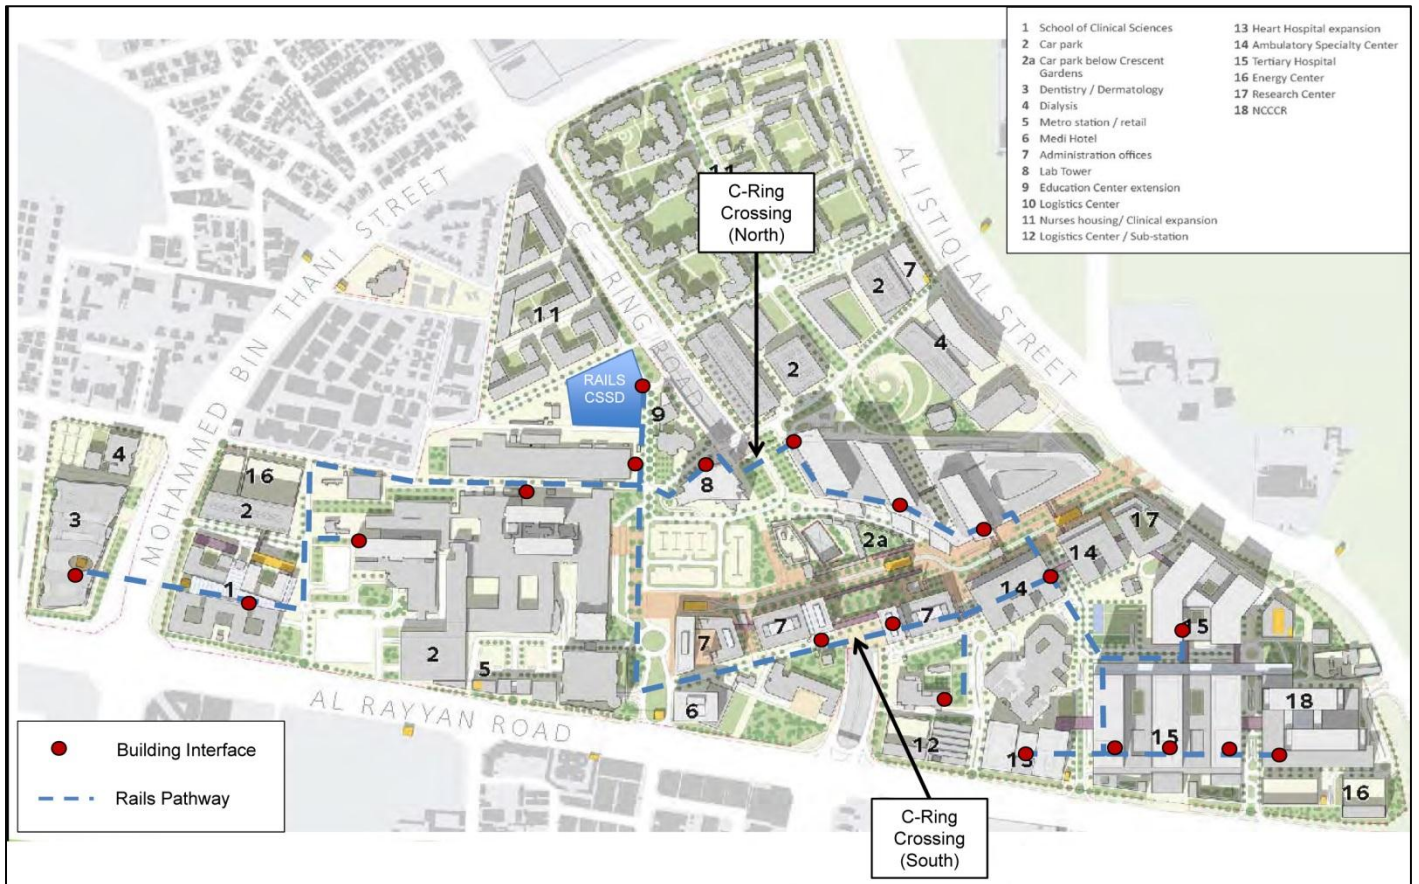 1 School of Clinical Sciences
2 Car park
2a Car park below Crescent
Gardens
3 Dentistry / Dermatology
4 Dialysis
5 Metro station / retail
6 Medi Hotel
7 Administration offices
8 Lab Tower
9 Education Center extension
10 Logistics Center
11 Nurses housing/ Clinical expansion
12 Logistics Center / Sub-station
13 Heart Hospital expansion
14 Ambulatory Specialty Center
15 Tertiary Hospital
16 Energy Center
17 Research Center
18 NCCCR
11
C-Ring
Crossing
(North)
AL ISTIQLAL STREET
MOHAMMED BIN THANI STREET
C - RING ROAD
2
7
11
4
2
RAILS
CSSD
9
4
16
8
2
3
2a
17
14
1
14
7
7
7
15
2
5
6
18
12
15
13
16
AL RAYYAN ROAD
Building Interface
Rails Pathway
C-Ring
Crossing
(South)